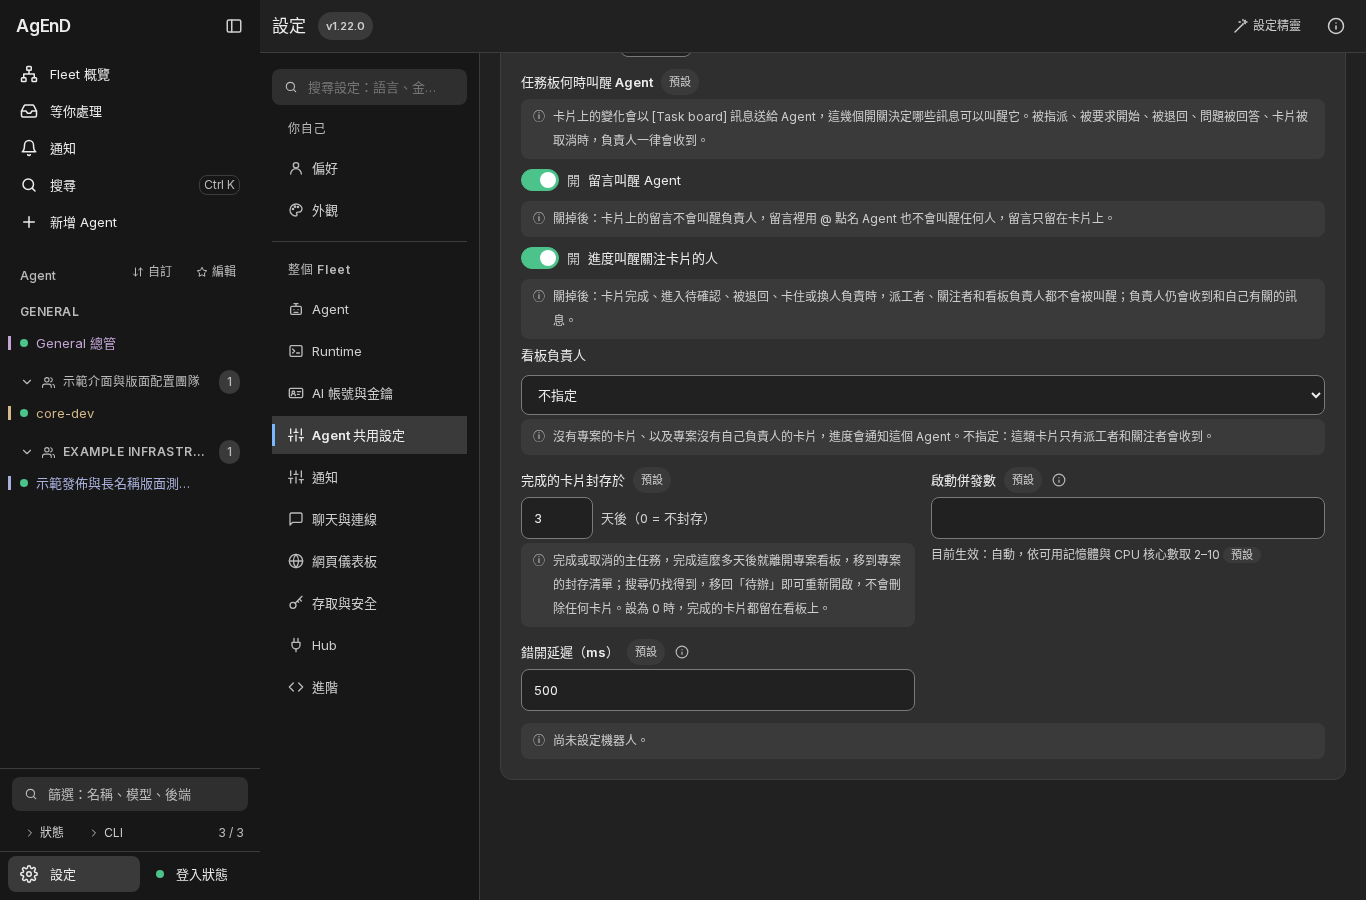 AgEnD
Fleet 概覽
等你處理
通知
搜尋
Ctrl K
新增 Agent
Agent
自訂
編輯
GENERAL
General 總管
示範介面與版面配置團隊
1
core-dev
EXAMPLE INFRASTR…
1
示範發佈與長名稱版面測…
篩選：名稱、模型、後端
狀態
CLI
3 / 3
設定
登入狀態
設定
v1.22.0
設定精靈
搜尋設定：語言、金…
你自己
偏好
外觀
整個 Fleet
Agent
Runtime
AI 帳號與金鑰
Agent 共用設定
通知
聊天與連線
網頁儀表板
存取與安全
Hub
進階
任務板何時叫醒 Agent 預設
卡片上的變化會以 [Task board] 訊息送給 Agent，這幾個開關決定哪些訊息可以叫醒它。被指派、被要求開始、被退回、問題被回答、卡片被
取消時，負責人一律會收到。
開 留言叫醒 Agent
關掉後：卡片上的留言不會叫醒負責人，留言裡用 @ 點名 Agent 也不會叫醒任何人，留言只留在卡片上。
開 進度叫醒關注卡片的人
關掉後：卡片完成、進入待確認、被退回、卡住或換人負責時，派工者、關注者和看板負責人都不會被叫醒；負責人仍會收到和自己有關的訊
息。
看板負責人
不指定
沒有專案的卡片、以及專案沒有自己負責人的卡片，進度會通知這個 Agent。不指定：這類卡片只有派工者和關注者會收到。
完成的卡片封存於 預設
3 天後（0 = 不封存）
完成或取消的主任務，完成這麼多天後就離開專案看板，移到專案
的封存清單；搜尋仍找得到，移回「待辦」即可重新開啟，不會刪
除任何卡片。設為 0 時，完成的卡片都留在看板上。
啟動併發數 預設
目前生效：自動，依可用記憶體與 CPU 核心數取 2–10 預設
錯開延遲（ms） 預設
500
尚未設定機器人。